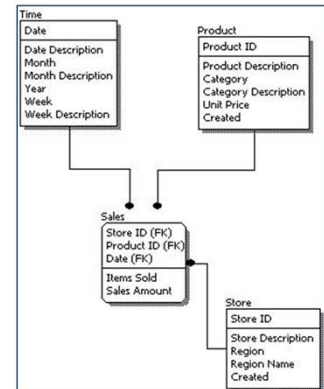 Time
Date
Date Description
Month
Month Description
Year
Week
Week Description
Product
Product ID
Product Description
Category
Category Description
Unit Price
Created
Sales
Store ID (FK)
Product ID (FK)
Date (FK)
Items Sold
Sales Amount
Store
Store ID
Store Description
Region
Region Name
Created